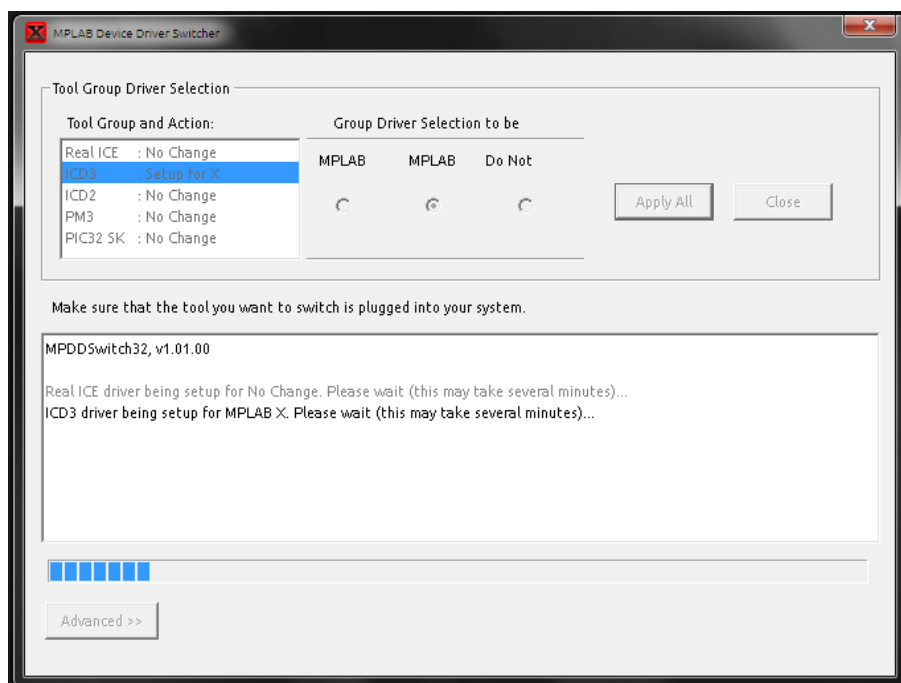 MPLAB Device Driver Switcher
Tool Group Driver Selection
Tool Group and Action:
Group Driver Selection to be
Real ICE : No Change
ICD3 : Setup for X
ICD2 : No Change
PM3 : No Change
PIC32 SK : No Change
MPLAB MPLAB Do Not
Apply All
Close
Make sure that the tool you want to switch is plugged into your system.
MPDDSwitch32, v1.01.00
Real ICE driver being setup for No Change. Please wait (this may take several minutes)...
ICD3 driver being setup for MPLAB X. Please wait (this may take several minutes)...
Advanced >>